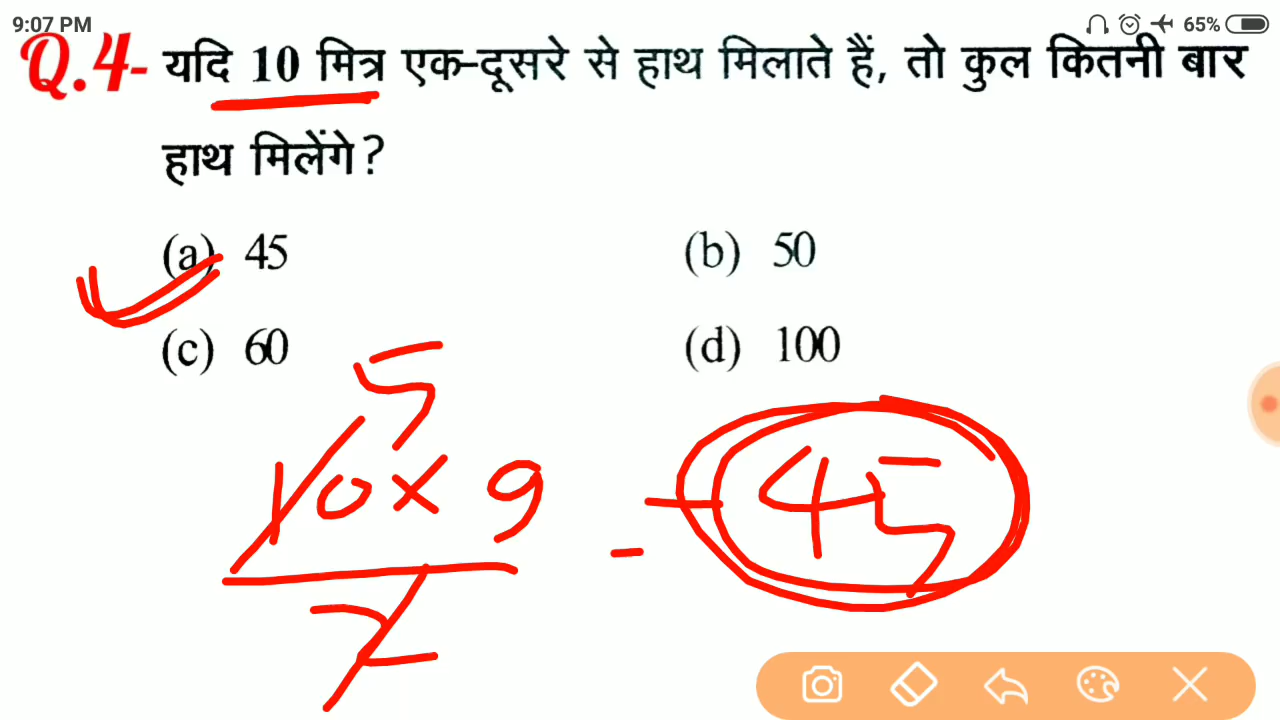 9:07 PM 65%
Q.4- यदि 10 मित्र एक-दूसरे से हाथ मिलाते हैं, तो कुल कितनी बार
हाथ मिलेंगे?
(a) 45 (b) 50
(c) 60 (d) 100
5
10 × 9
2
= 45